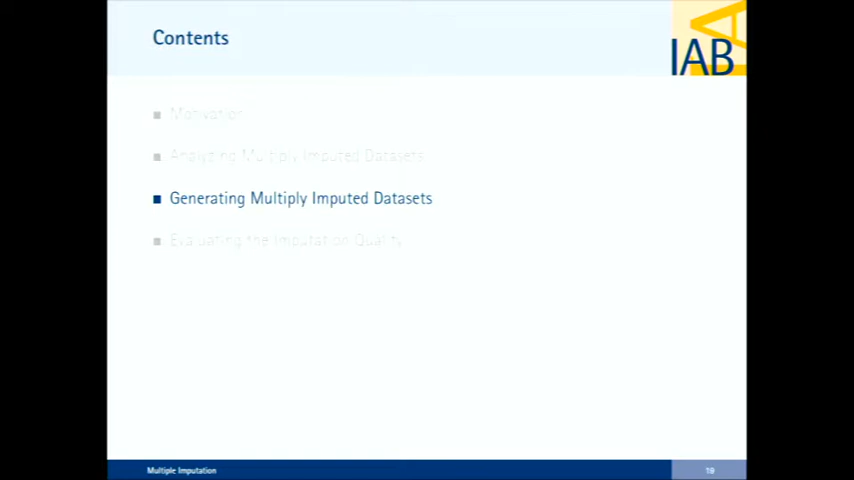 Contents
IAB
Motivation
Analyzing Multiply Imputed Datasets
Generating Multiply Imputed Datasets
Evaluating the Imputation Quality
Multiple Imputation
19